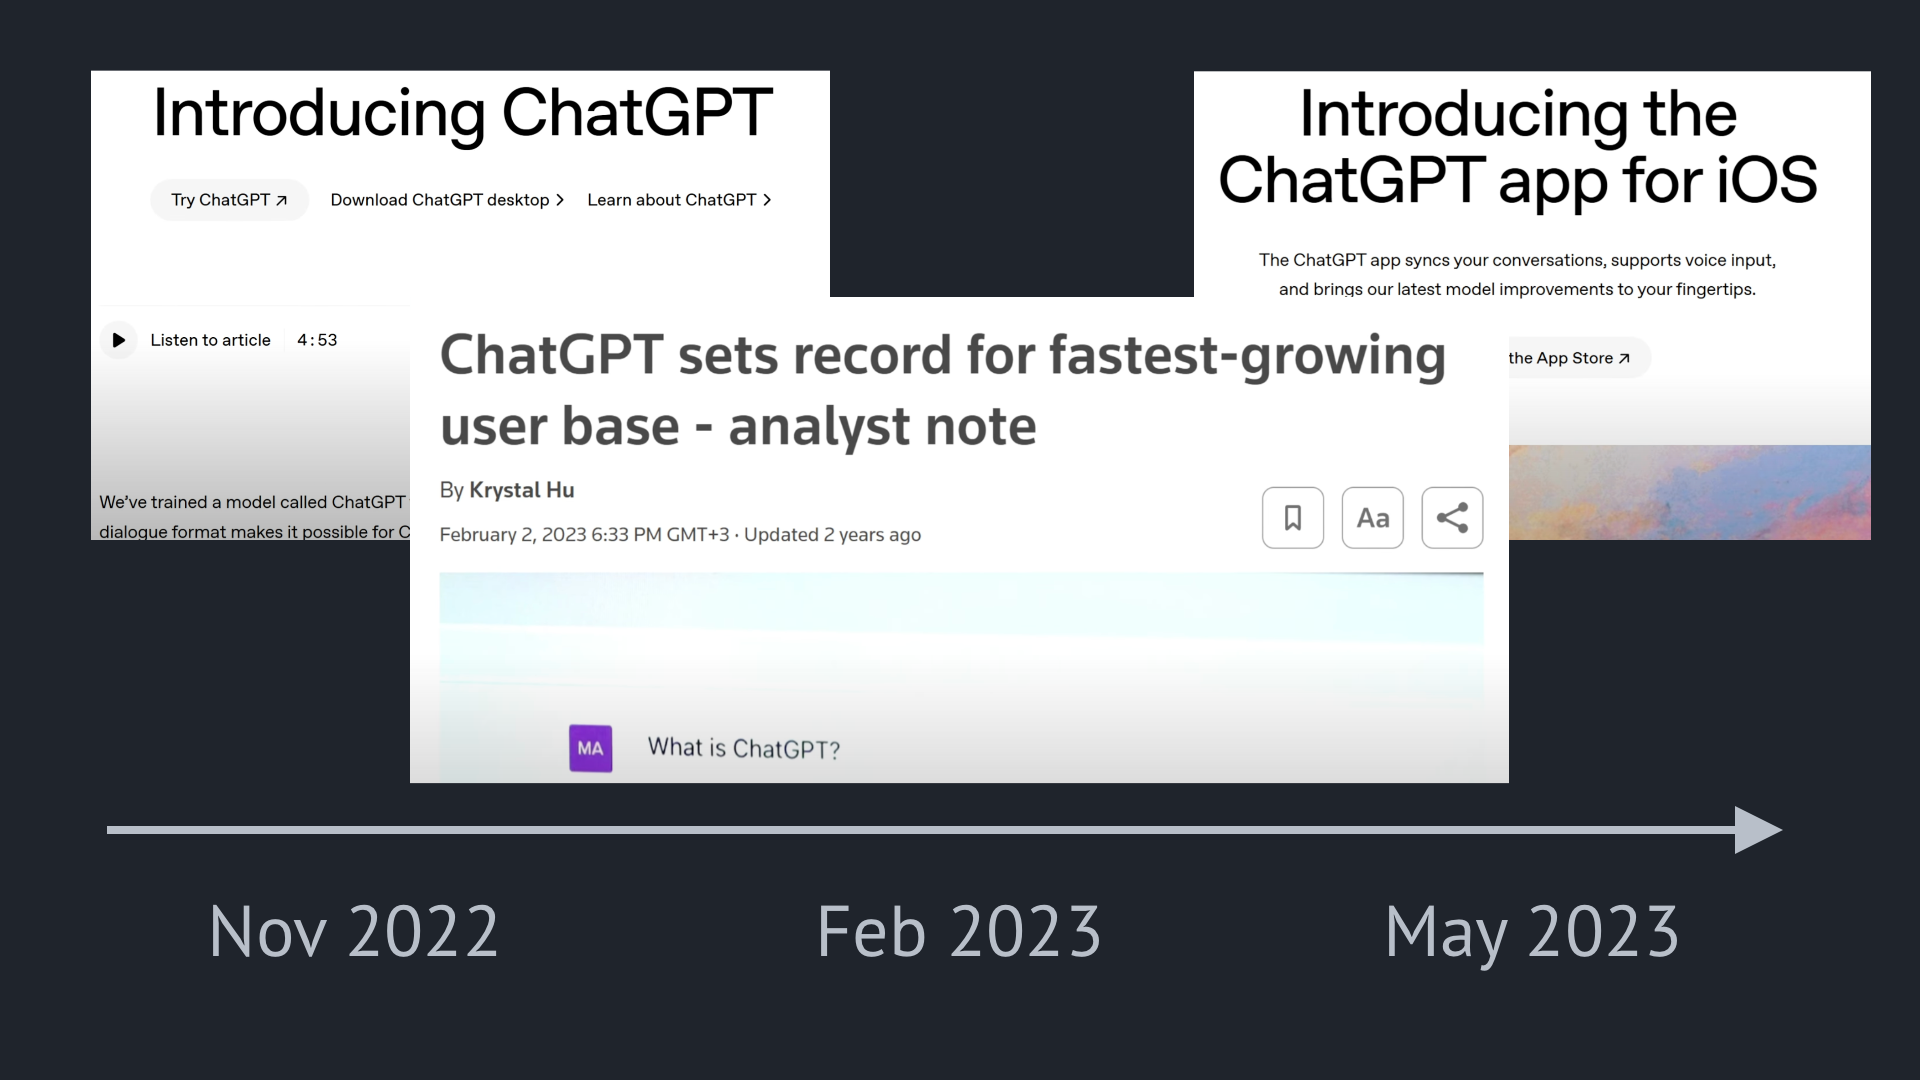 Introducing ChatGPT
Try ChatGPT ↗ Download ChatGPT desktop > Learn about ChatGPT >
Listen to article 4:53
We've trained a model called ChatGPT
dialogue format makes it possible for C
ChatGPT sets record for fastest-growing
user base - analyst note
By Krystal Hu
February 2, 2023 6:33 PM GMT+3 · Updated 2 years ago
Aa
MA What is ChatGPT?
Introducing the
ChatGPT app for iOS
The ChatGPT app syncs your conversations, supports voice input,
and brings our latest model improvements to your fingertips.
the App Store ↗
Nov 2022
Feb 2023
May 2023